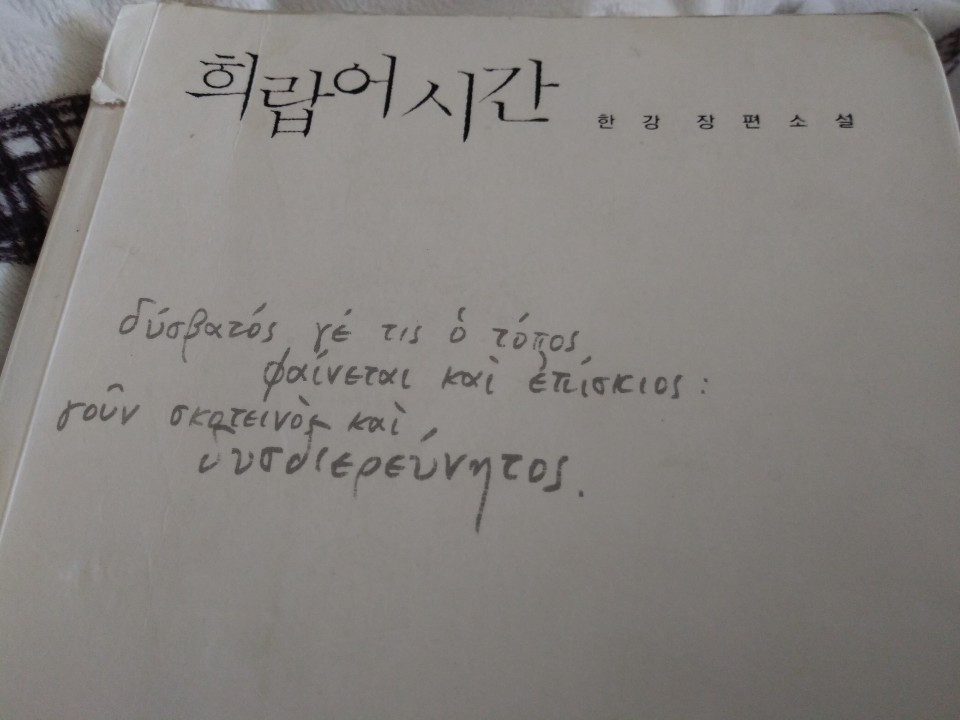 희랍어 시간 한강 장편소설
δύσβατός γέ τις ὁ τόπος
φαίνεται καὶ ἐπίσκιος :
γοῦν σκοτεινὸς καὶ
δυσδιερεύνητος.